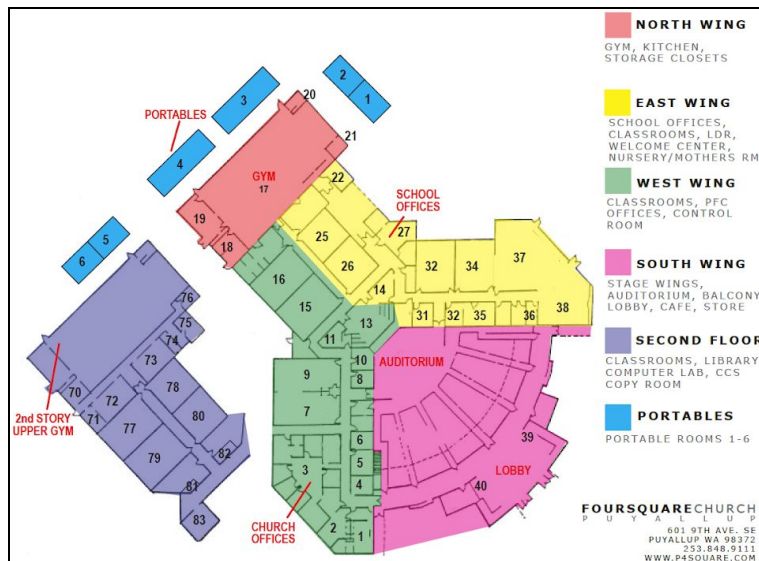 NORTH WING
GYM, KITCHEN,
STORAGE CLOSETS
EAST WING
SCHOOL OFFICES,
CLASSROOMS, LDR,
WELCOME CENTER,
NURSERY/MOTHERS RM
WEST WING
CLASSROOMS, PFC
OFFICES, CONTROL
ROOM
SOUTH WING
STAGE WINGS,
AUDITORIUM, BALCONY
LOBBY, CAFE, STORE
SECOND FLOOR
CLASSROOMS, LIBRARY
COMPUTER LAB, CCS
COPY ROOM
PORTABLES
PORTABLE ROOMS 1-6
FOURSQUARECHURCH
PUYALLUP
601 9TH AVE. SE
PUYALLUP WA 98372
253.848.9111
WWW.P4SQUARE.COM
PORTABLES
1
2
3
4
5
6
GYM
17
18
19
20
21
SCHOOL
OFFICES
22
25
26
27
14
32
34
37
31
32
35
36
38
16
15
13
11
10
9
8
7
6
5
4
3
2
1
CHURCH
OFFICES
AUDITORIUM
39
LOBBY
40
2nd STORY
UPPER GYM
76
75
74
73
70
71
72
78
77
80
79
82
81
83